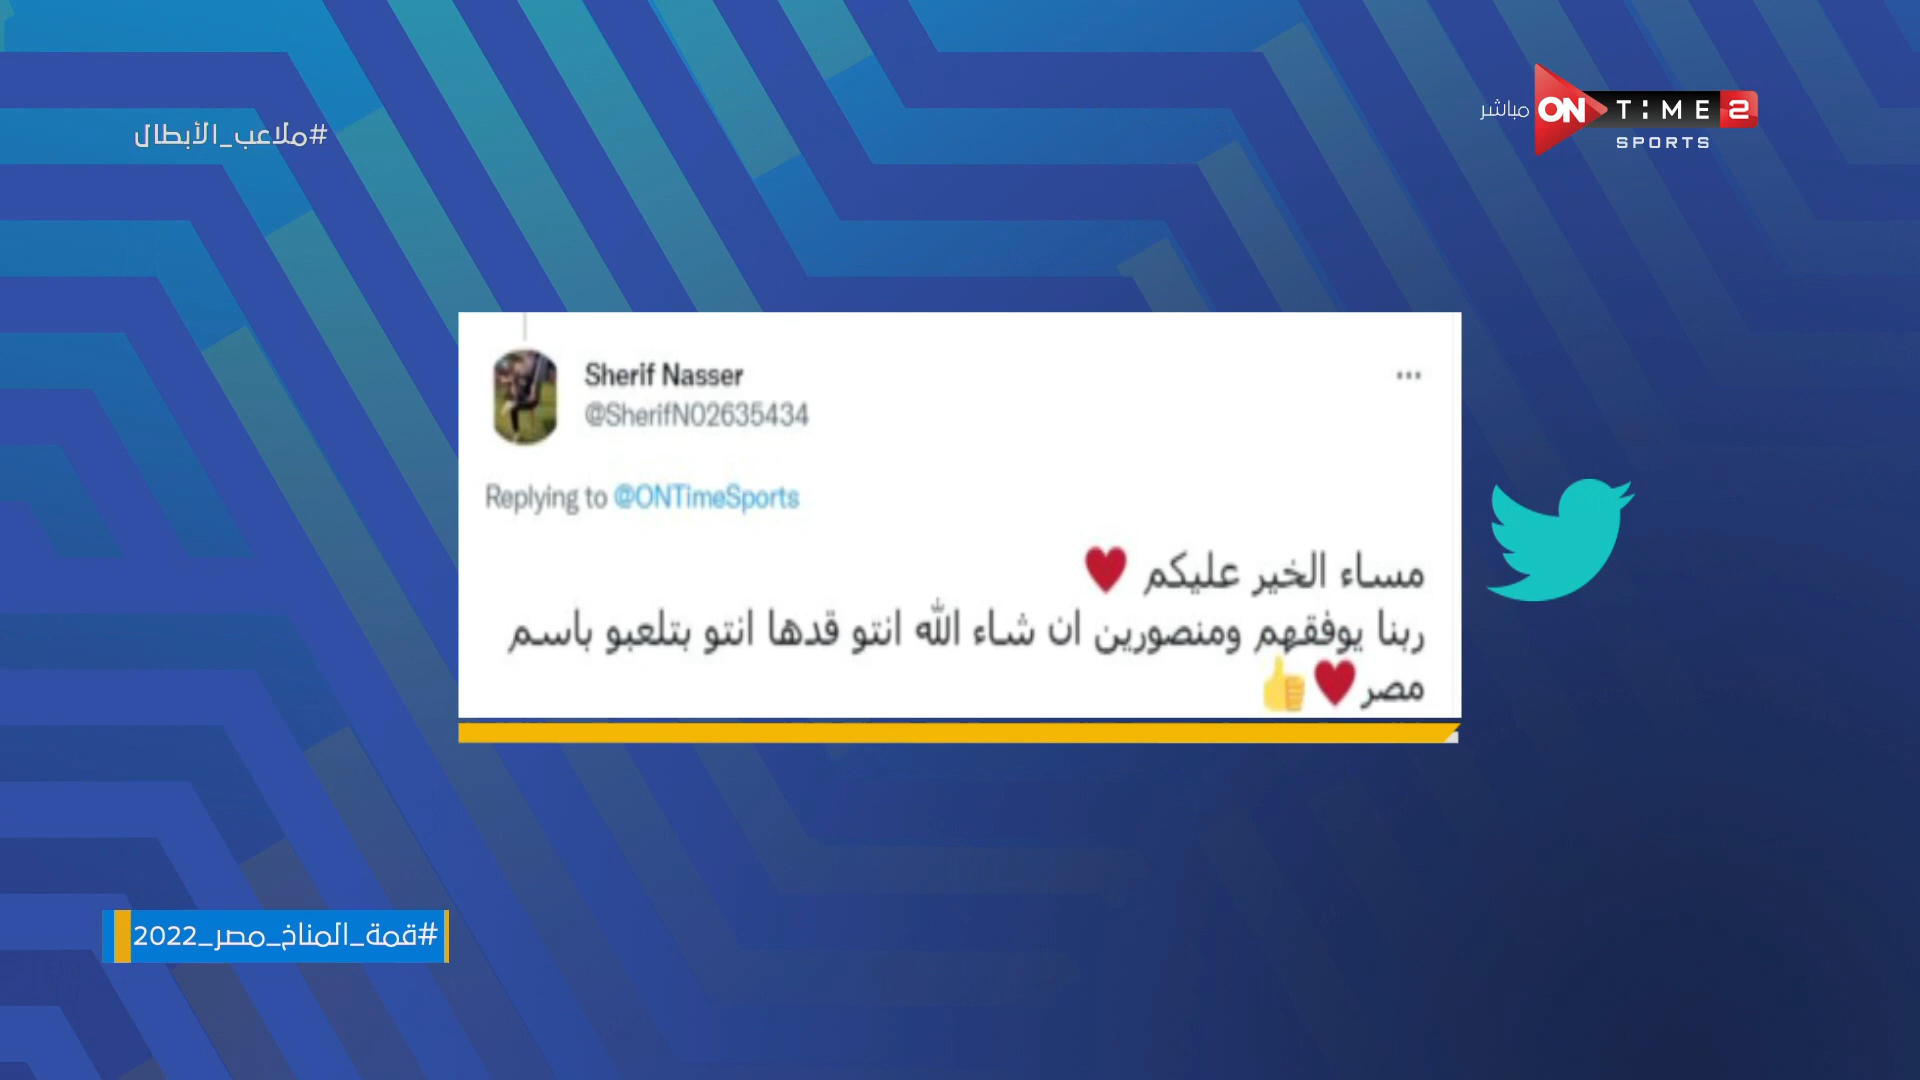 #ملاعب_الأبطال
مباشر ON TIME 2
SPORTS
Sherif Nasser
@SherifN02635434
Replying to @ONTimeSports
مساء الخير عليكم ♥
ربنا يوفقهم ومنصورين ان شاء الله انتو قدها انتو بتلعبو باسم
مصر♥👍
#قمة_المناخ_مصر_2022